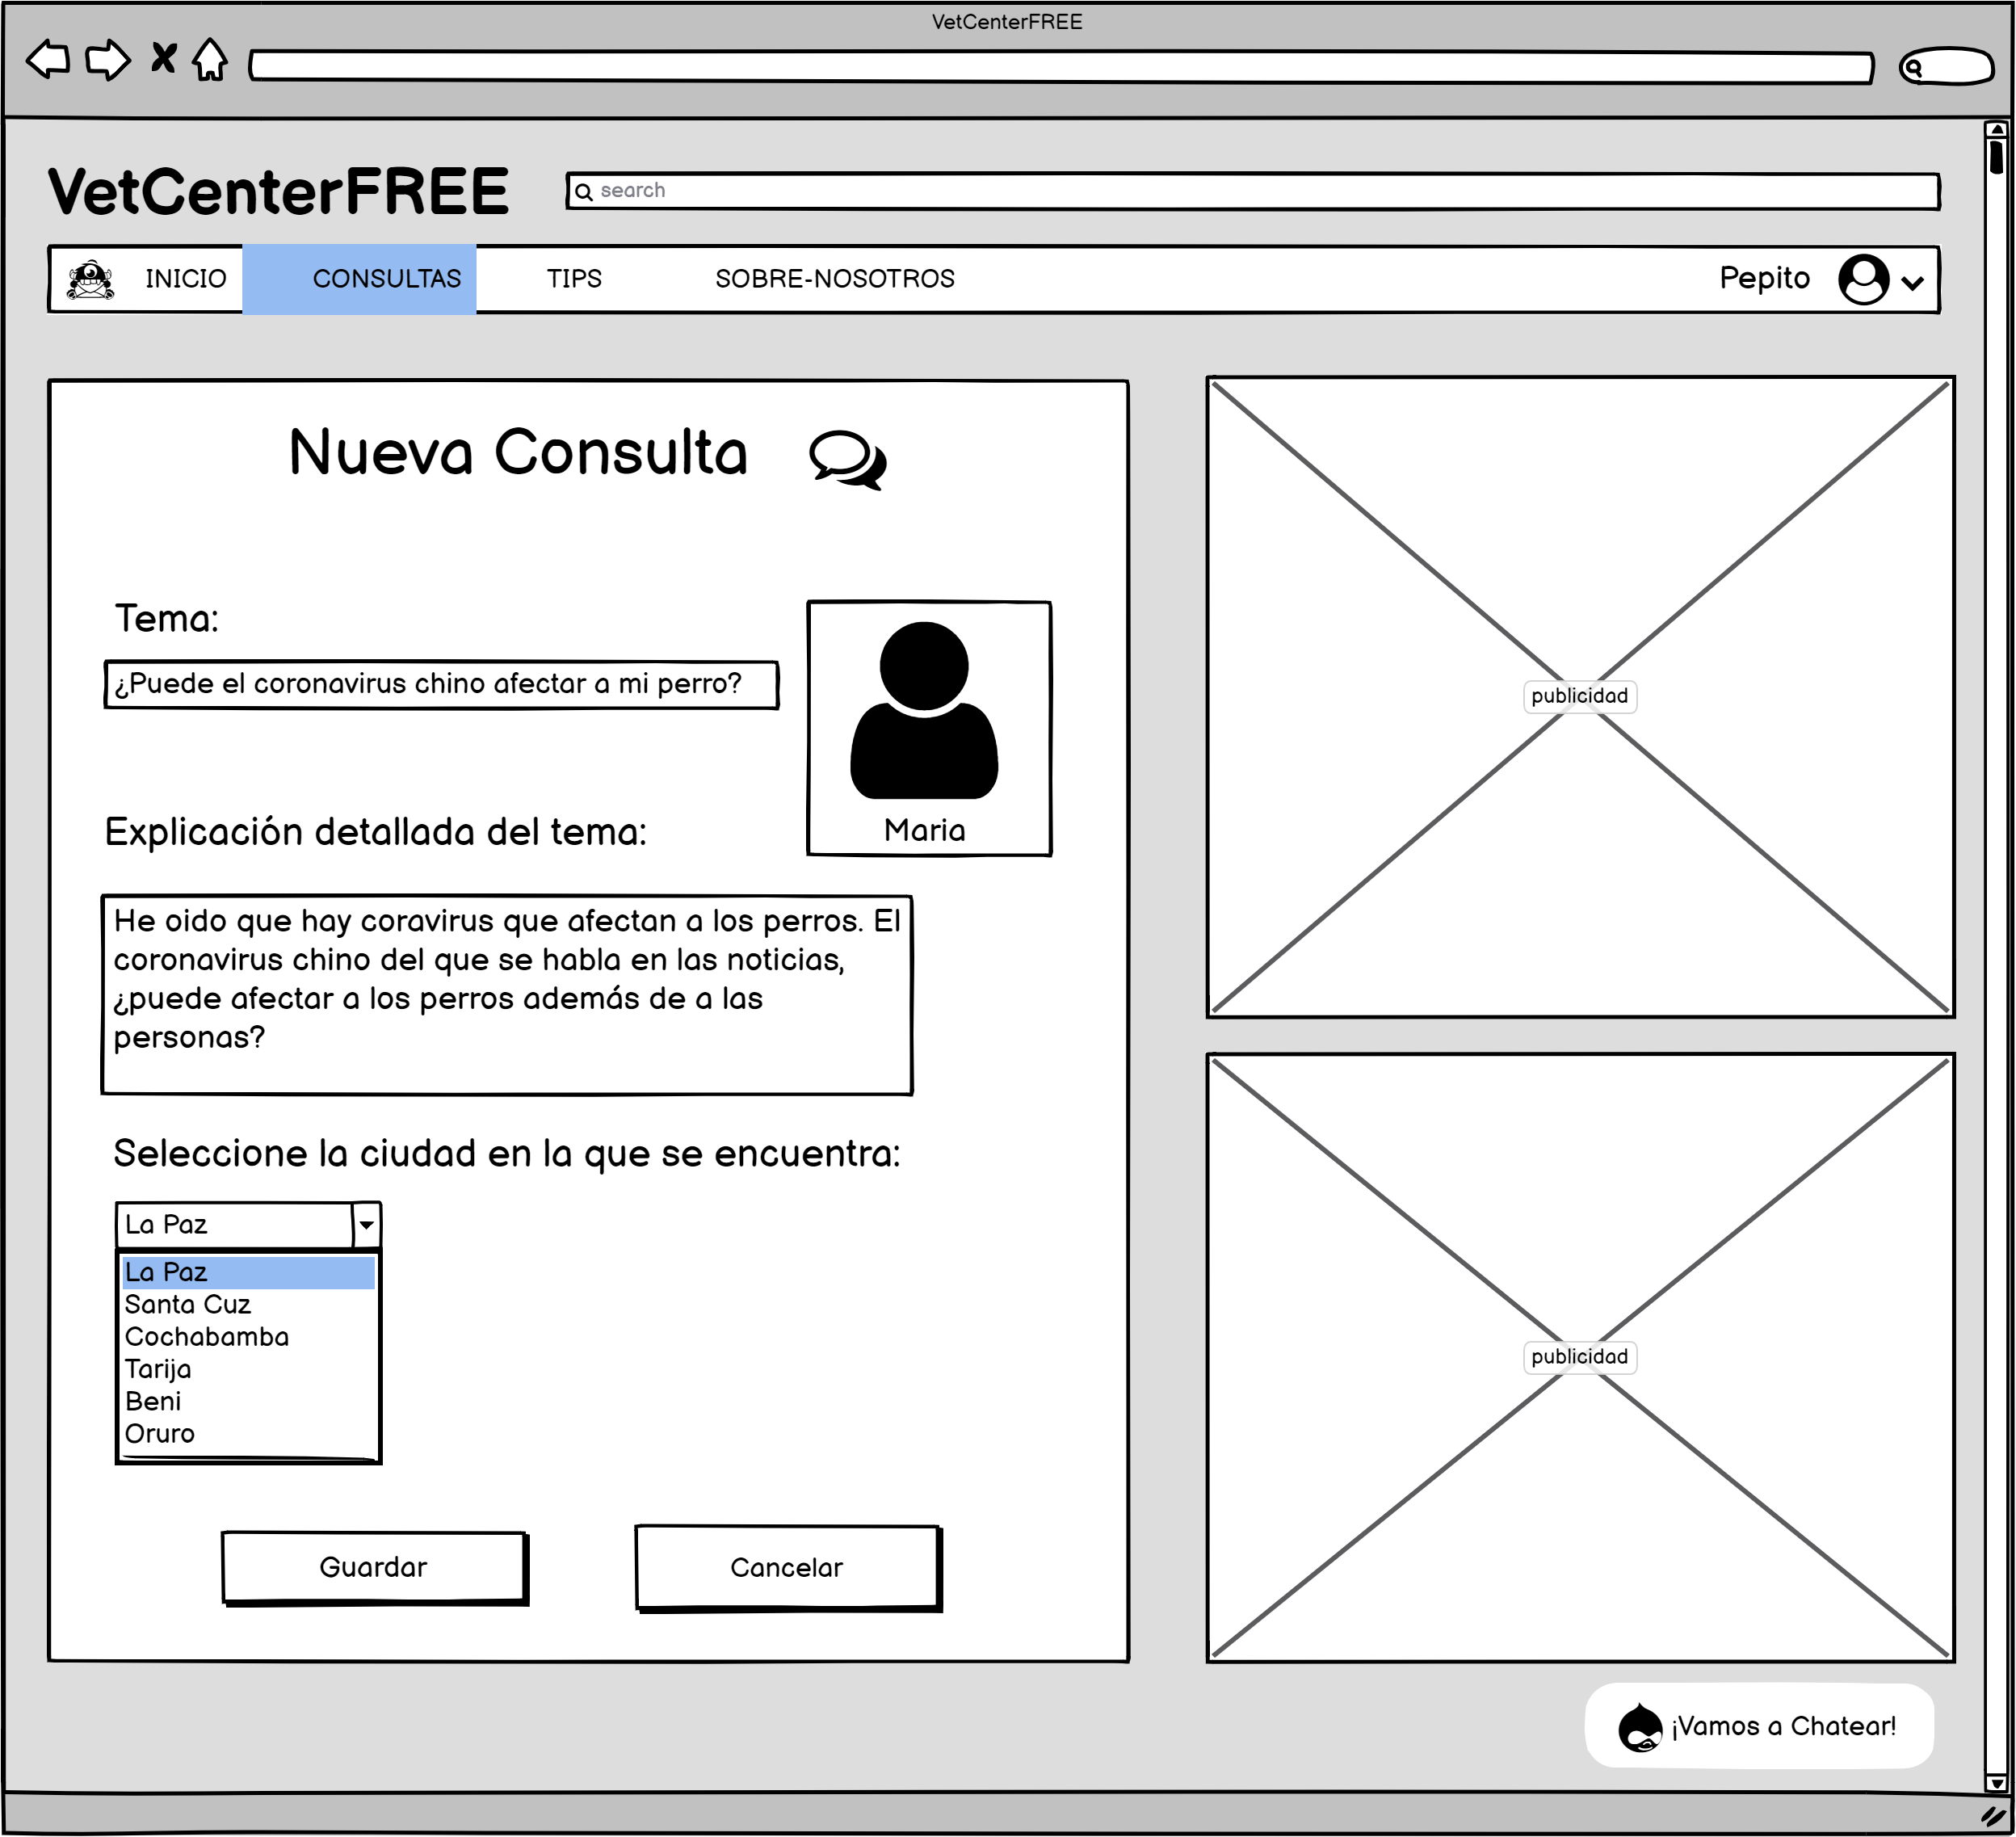 VetCenterFREE
VetCenterFREE
search
INICIO CONSULTAS TIPS SOBRE-NOSOTROS Pepito
Nueva Consulta
Tema:
¿Puede el coronavirus chino afectar a mi perro?
Maria
Explicación detallada del tema:
He oido que hay coravirus que afectan a los perros. El
coronavirus chino del que se habla en las noticias,
¿puede afectar a los perros además de a las
personas?
Seleccione la ciudad en la que se encuentra:
La Paz
La Paz
Santa Cuz
Cochabamba
Tarija
Beni
Oruro
Guardar
Cancelar
publicidad
publicidad
¡Vamos a Chatear!